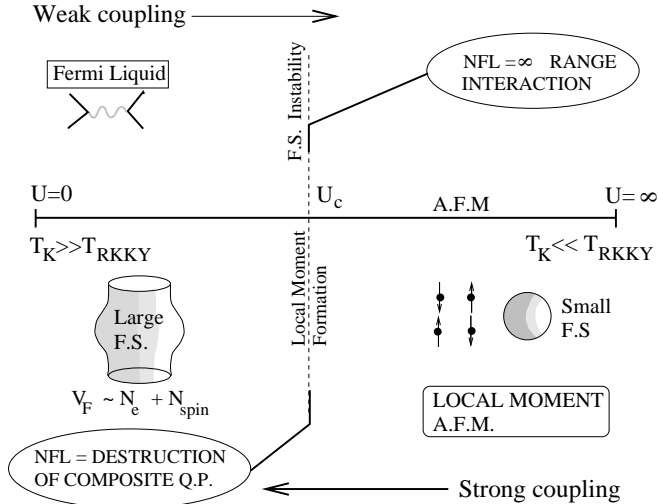 Weak coupling
Fermi Liquid
NFL = ∞ RANGE
INTERACTION
F.S. Instability
U=0
U_c
A.F.M
U= ∞
T_K>>T_RKKY
T_K<< T_RKKY
Local Moment
Formation
Large
F.S.
Small
F.S
V_F ~ N_e + N_spin
LOCAL MOMENT
A.F.M.
NFL = DESTRUCTION
OF COMPOSITE Q.P.
Strong coupling